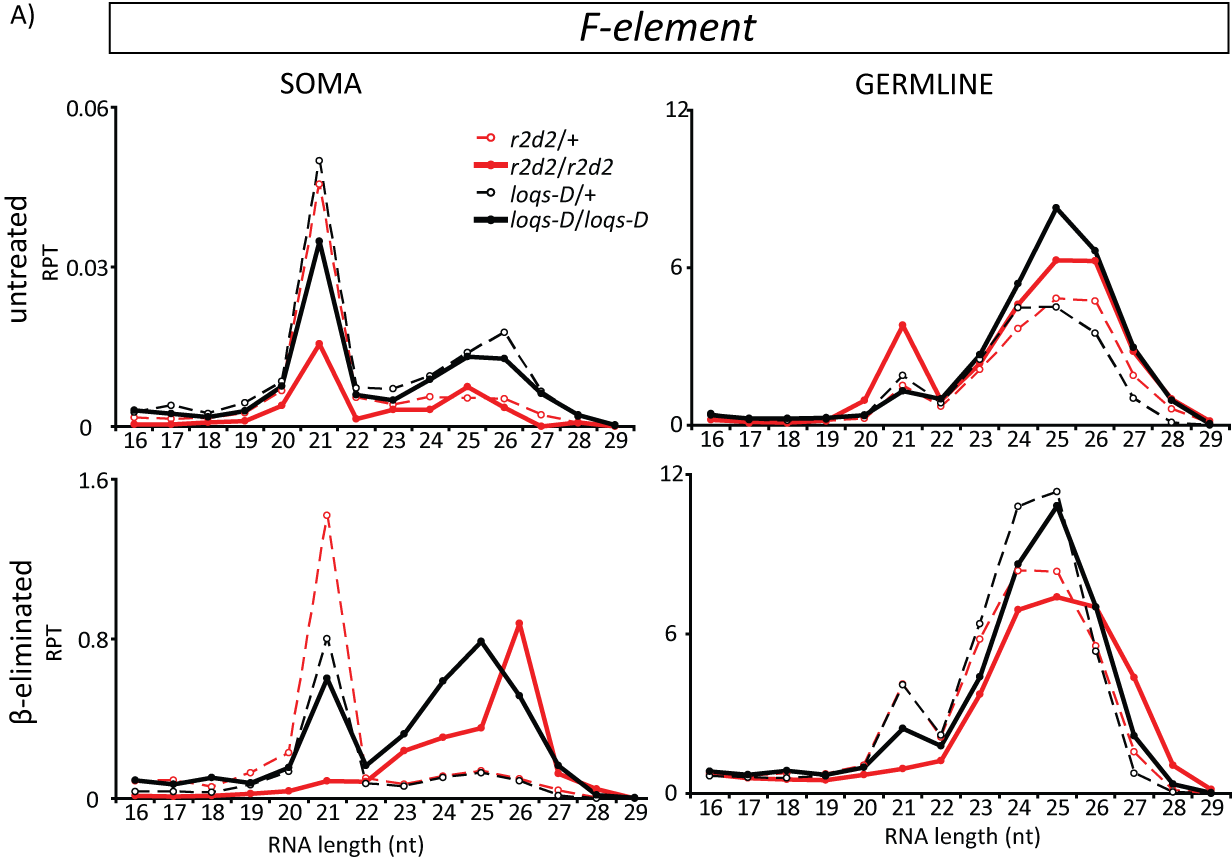 A)
F-element
SOMA
GERMLINE
untreated
RPT
0.06
0.03
0
r2d2/+
r2d2/r2d2
loqs-D/+
loqs-D/loqs-D
16 17 18 19 20 21 22 23 24 25 26 27 28 29
12
6
0
16 17 18 19 20 21 22 23 24 25 26 27 28 29
β-eliminated
RPT
1.6
0.8
0
16 17 18 19 20 21 22 23 24 25 26 27 28 29
RNA length (nt)
12
6
0
16 17 18 19 20 21 22 23 24 25 26 27 28 29
RNA length (nt)